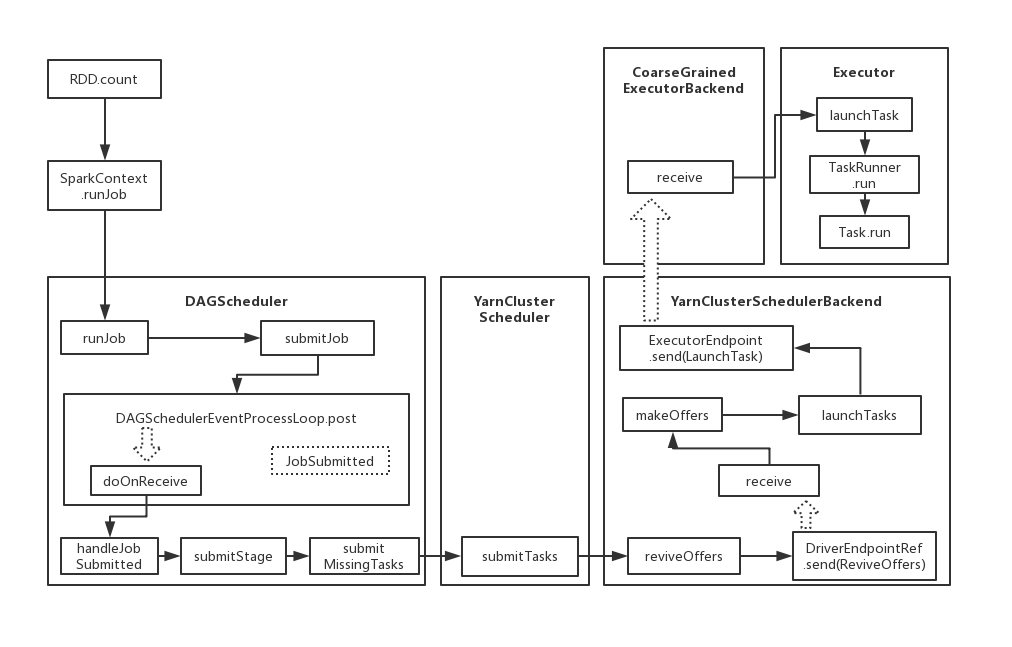 RDD.count
SparkContext
.runJob
DAGScheduler
runJob
submitJob
DAGSchedulerEventProcessLoop.post
JobSubmitted
doOnReceive
handleJob
Submitted
submitStage
submit
MissingTasks
YarnCluster
Scheduler
submitTasks
YarnClusterSchedulerBackend
ExecutorEndpoint
.send(LaunchTask)
makeOffers
launchTasks
receive
reviveOffers
DriverEndpointRef
.send(ReviveOffers)
CoarseGrained
ExecutorBackend
receive
Executor
launchTask
TaskRunner
.run
Task.run